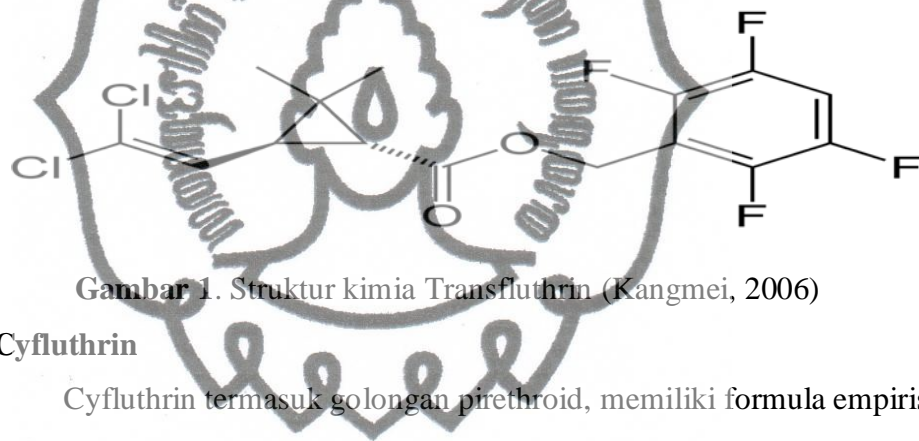 F
Cl
F
Cl
O
F
O
F
Gambar 1. Struktur kimia Transfluthrin (Kangmei, 2006)
Cyfluthrin
Cyfluthrin termasuk golongan pirethroid, memiliki formula empiris